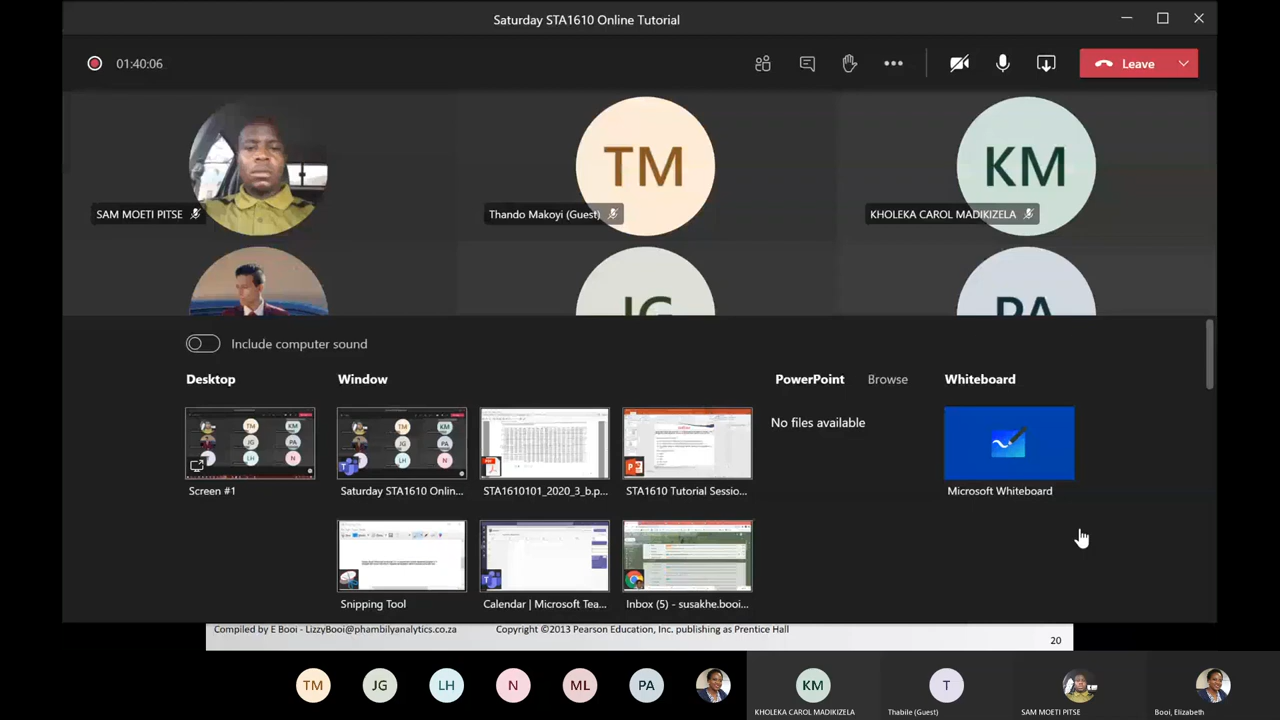 Saturday STA1610 Online Tutorial
01:40:06
Leave
TM
KM
SAM MOETI PITSE
Thando Makoyi (Guest)
KHOLEKA CAROL MADIKIZELA
JG
PA
Include computer sound
Desktop
Window
PowerPoint
Browse
Whiteboard
No files available
Screen #1
Saturday STA1610 Onlin...
STA1610101_2020_3_b.p...
STA1610 Tutorial Sessio...
Microsoft Whiteboard
Snipping Tool
Calendar | Microsoft Tea...
Inbox (5) - susakhe.booi...
Compiled by E Booi - LizzyBooi@phambilyanalytics.co.za
Copyright ©2013 Pearson Education, Inc. publishing as Prentice Hall
20
TM
JG
LH
N
ML
PA
KM
T
KHOLEKA CAROL MADIKIZELA
Thabile (Guest)
SAM MOETI PITSE
Booi, Elizabeth